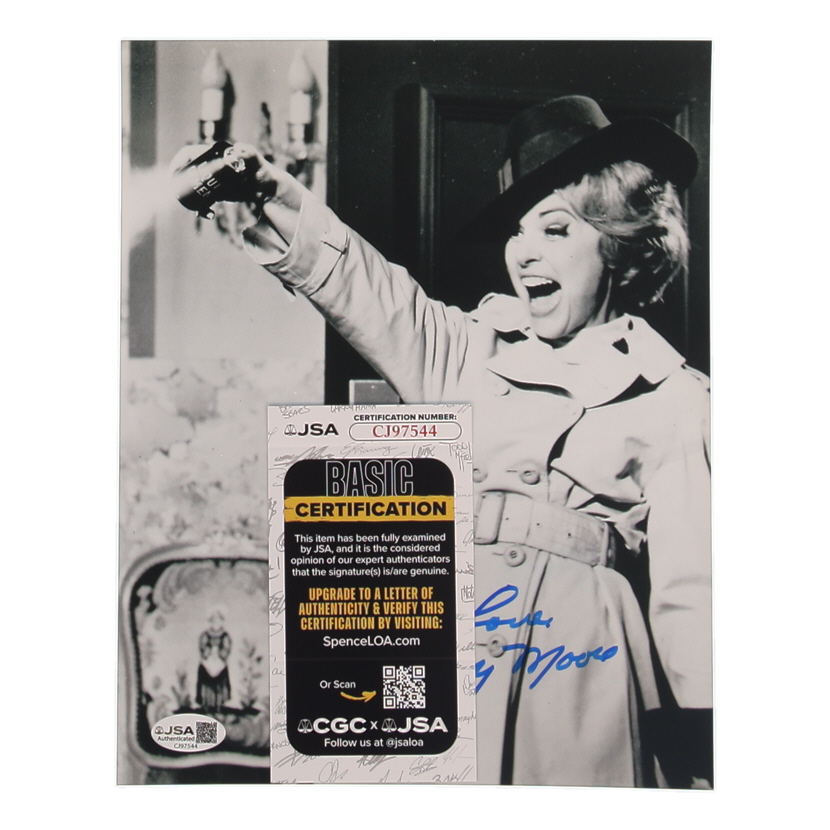 JSA
CERTIFICATION NUMBER:
CJ97544
BASIC
CERTIFICATION
This item has been fully examined
by JSA, and it is the considered
opinion of our expert authenticators
that the signature(s) is/are genuine.
UPGRADE TO A LETTER OF
AUTHENTICITY & VERIFY THIS
CERTIFICATION BY VISITING:
SpenceLOA.com
Or Scan
CGC x JSA
Follow us at @jsaloa
Love
y Moore
JSA
Authenticated
CJ97544